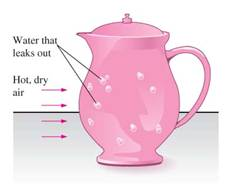 Water that
leaks out
Hot, dry
air